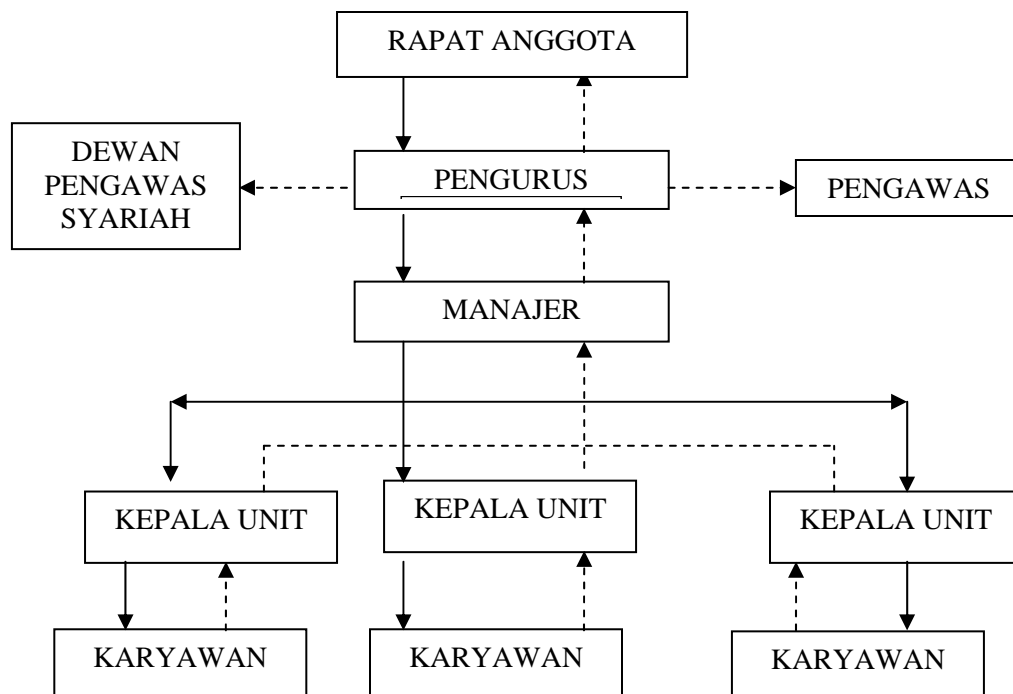 RAPAT ANGGOTA
DEWAN
PENGAWAS
SYARIAH
PENGURUS
PENGAWAS
MANAJER
KEPALA UNIT
KEPALA UNIT
KEPALA UNIT
KARYAWAN
KARYAWAN
KARYAWAN